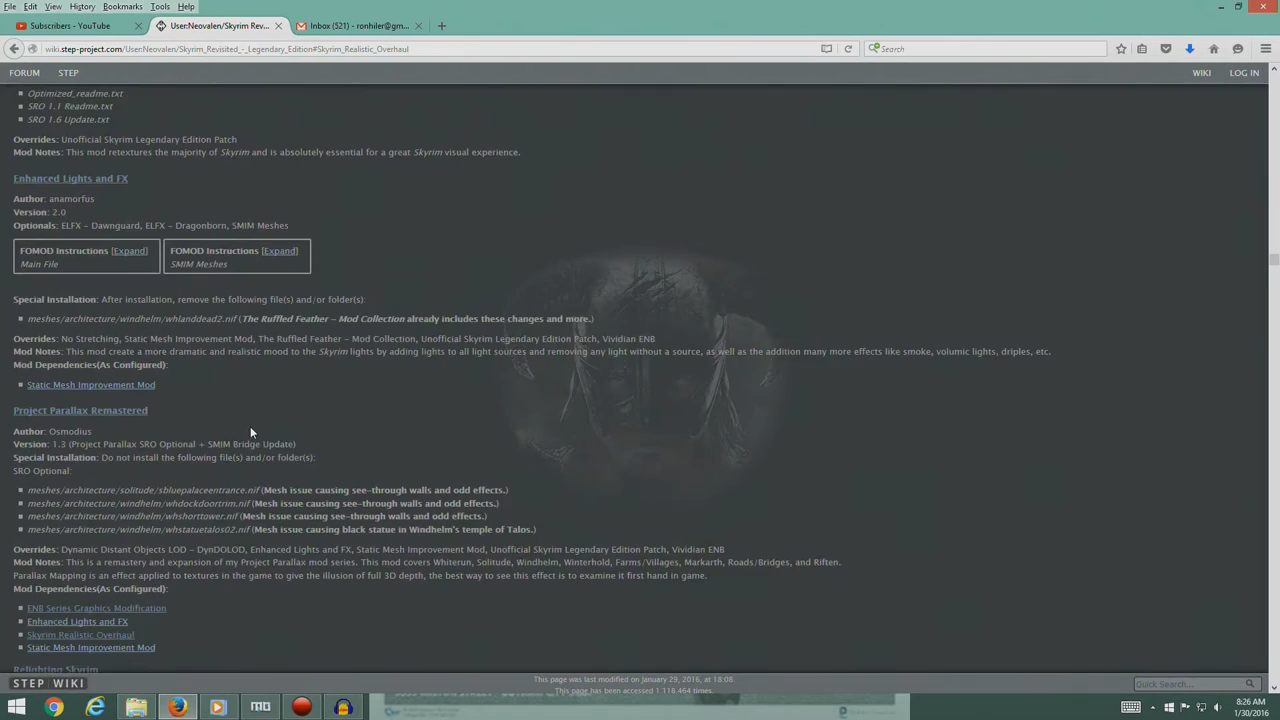 File Edit View History Bookmarks Tools Help
Subscribers - YouTube
User:Neovalen/Skyrim Rev...
Inbox (521) - ronhiler@gm...
wiki.step-project.com/User:Neovalen/Skyrim_Revisited_-_Legendary_Edition#Skyrim_Realistic_Overhaul
Search
FORUM STEP WIKI LOG IN
Optimized_readme.txt
SRO 1.1 Readme.txt
SRO 1.6 Update.txt
Overrides: Unofficial Skyrim Legendary Edition Patch
Mod Notes: This mod retextures the majority of Skyrim and is absolutely essential for a great Skyrim visual experience.
Enhanced Lights and FX
Author: anamorfus
Version: 2.0
Optionals: ELFX - Dawnguard, ELFX - Dragonborn, SMIM Meshes
FOMOD Instructions [Expand] FOMOD Instructions [Expand]
Main File SMIM Meshes
Special Installation: After installation, remove the following file(s) and/or folder(s):
meshes/architecture/windhelm/whlanddead2.nif (The Ruffled Feather - Mod Collection already includes these changes and more.)
Overrides: No Stretching, Static Mesh Improvement Mod, The Ruffled Feather - Mod Collection, Unofficial Skyrim Legendary Edition Patch, Vividian ENB
Mod Notes: This mod create a more dramatic and realistic mood to the Skyrim lights by adding lights to all light sources and removing any light without a source, as well as the addition many more effects like smoke, volumic lights, driples, etc.
Mod Dependencies(As Configured):
Static Mesh Improvement Mod
Project Parallax Remastered
Author: Osmodius
Version: 1.3 (Project Parallax SRO Optional + SMIM Bridge Update)
Special Installation: Do not install the following file(s) and/or folder(s):
SRO Optional:
meshes/architecture/solitude/sbluepalaceentrance.nif (Mesh issue causing see-through walls and odd effects.)
meshes/architecture/windhelm/whdockdoortrim.nif (Mesh issue causing see-through walls and odd effects.)
meshes/architecture/windhelm/whshorttower.nif (Mesh issue causing see-through walls and odd effects.)
meshes/architecture/windhelm/whstatuetalos02.nif (Mesh issue causing black statue in Windhelm's temple of Talos.)
Overrides: Dynamic Distant Objects LOD - DynDOLOD, Enhanced Lights and FX, Static Mesh Improvement Mod, Unofficial Skyrim Legendary Edition Patch, Vividian ENB
Mod Notes: This is a remastery and expansion of my Project Parallax mod series. This mod covers Whiterun, Solitude, Windhelm, Winterhold, Farms/Villages, Markarth, Roads/Bridges, and Riften.
Parallax Mapping is an effect applied to textures in the game to give the illusion of full 3D depth, the best way to see this effect is to examine it first hand in game.
Mod Dependencies(As Configured):
ENB Series Graphics Modification
Enhanced Lights and FX
Skyrim Realistic Overhaul
Static Mesh Improvement Mod
Relighting Skyrim
STEP WIKI
This page was last modified on January 29, 2016, at 18:08.
This page has been accessed 1,118,464 times.
Quick Search...
8:26 AM
1/30/2016